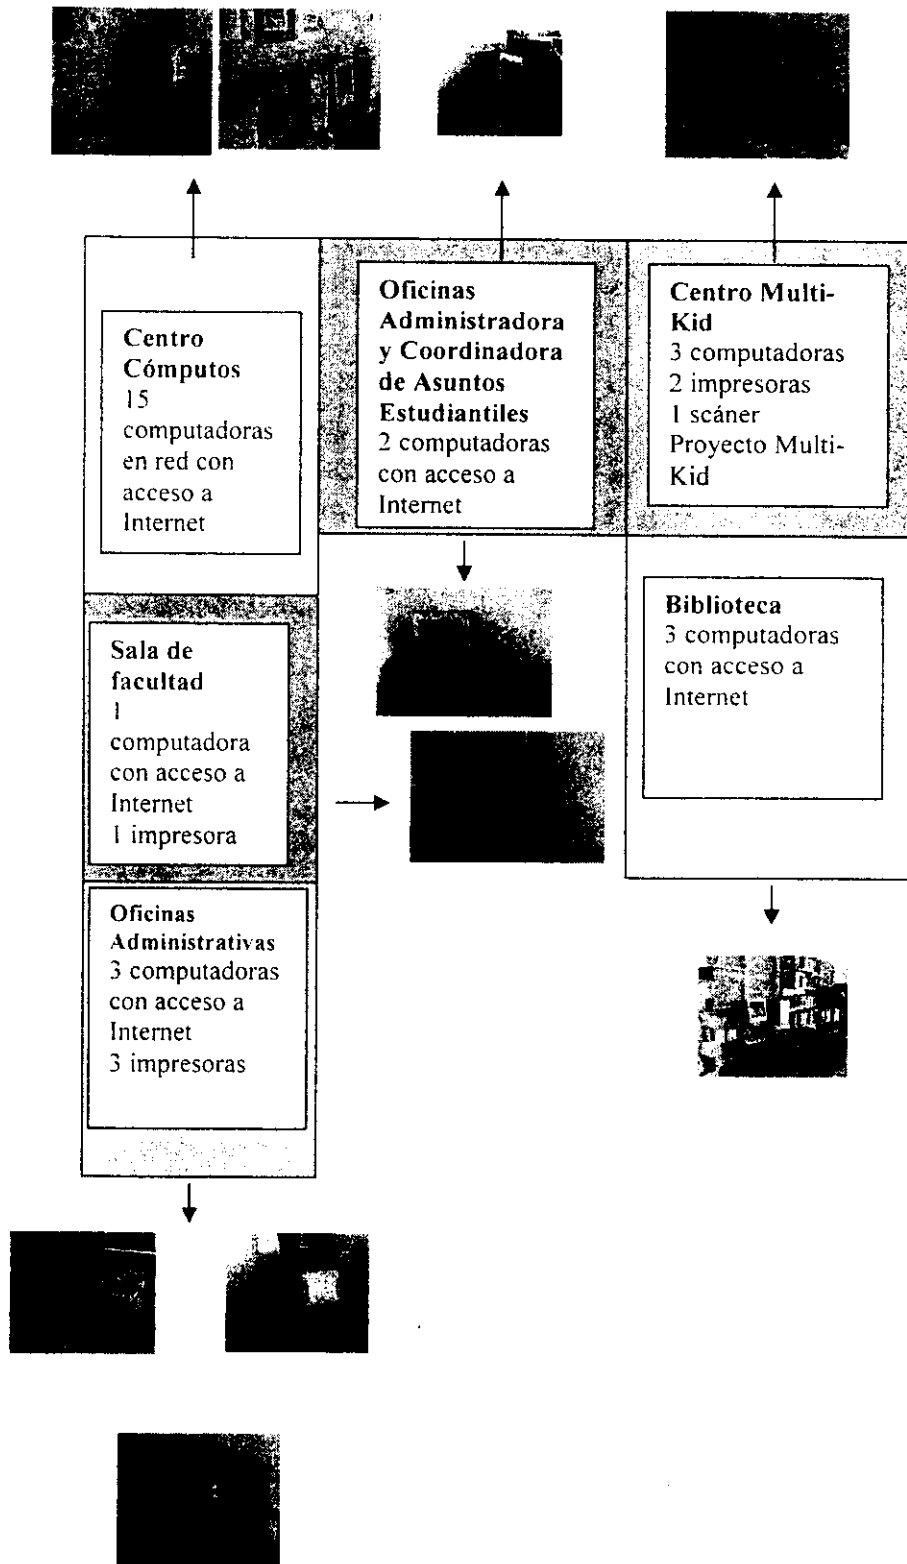 Centro
Cómputos
15
computadoras
en red con
acceso a
Internet
Oficinas
Administradora
y Coordinadora
de Asuntos
Estudiantiles
2 computadoras
con acceso a
Internet
Centro Multi-
Kid
3 computadoras
2 impresoras
1 scáner
Proyecto Multi-
Kid
Sala de
facultad
1
computadora
con acceso a
Internet
1 impresora
Biblioteca
3 computadoras
con acceso a
Internet
Oficinas
Administrativas
3 computadoras
con acceso a
Internet
3 impresoras